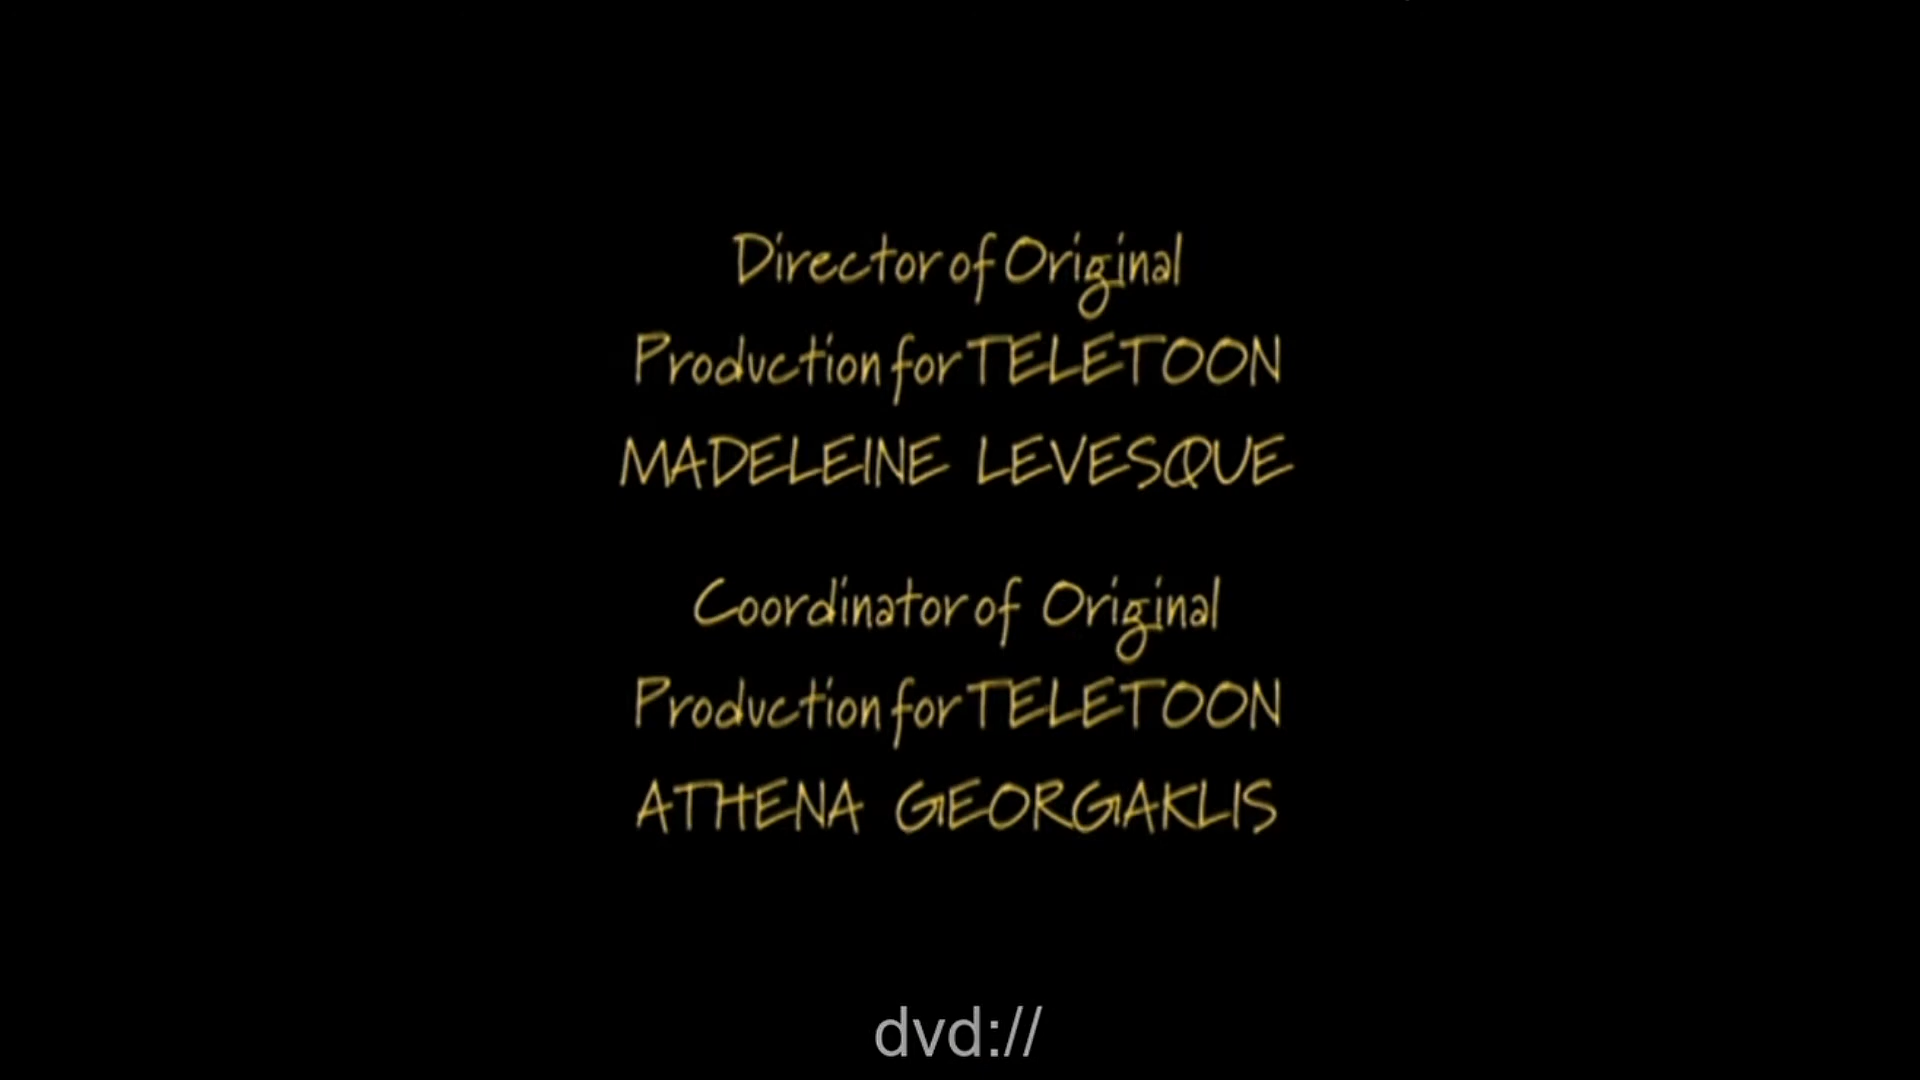 Director of Original
Production for TELETOON
MADELEINE LEVESQUE
Coordinator of Original
Production for TELETOON
ATHENA GEORGAKLIS
dvd://